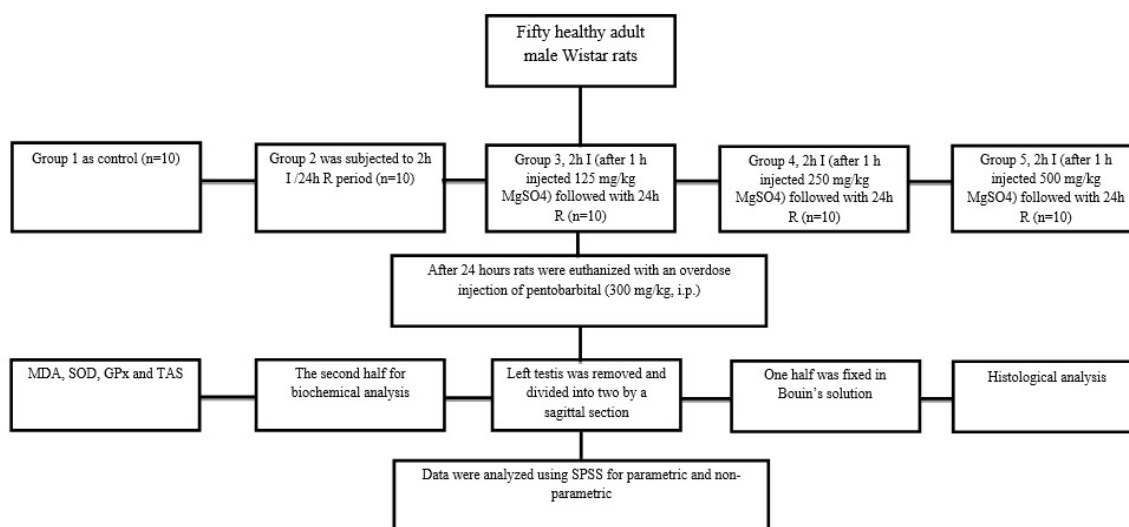 Fifty healthy adult
male Wistar rats
Group 1 as control (n=10)
Group 2 was subjected to 2h
I /24h R period (n=10)
Group 3, 2h I (after 1 h
injected 125 mg/kg
MgSO4) followed with 24h
R (n=10)
Group 4, 2h I (after 1 h
injected 250 mg/kg
MgSO4) followed with 24h
R (n=10)
Group 5, 2h I (after 1 h
injected 500 mg/kg
MgSO4) followed with 24h
R (n=10)
After 24 hours rats were euthanized with an overdose
injection of pentobarbital (300 mg/kg, i.p.)
MDA, SOD, GPx and TAS
The second half for
biochemical analysis
Left testis was removed and
divided into two by a
sagittal section
One half was fixed in
Bouin’s solution
Histological analysis
Data were analyzed using SPSS for parametric and non-
parametric